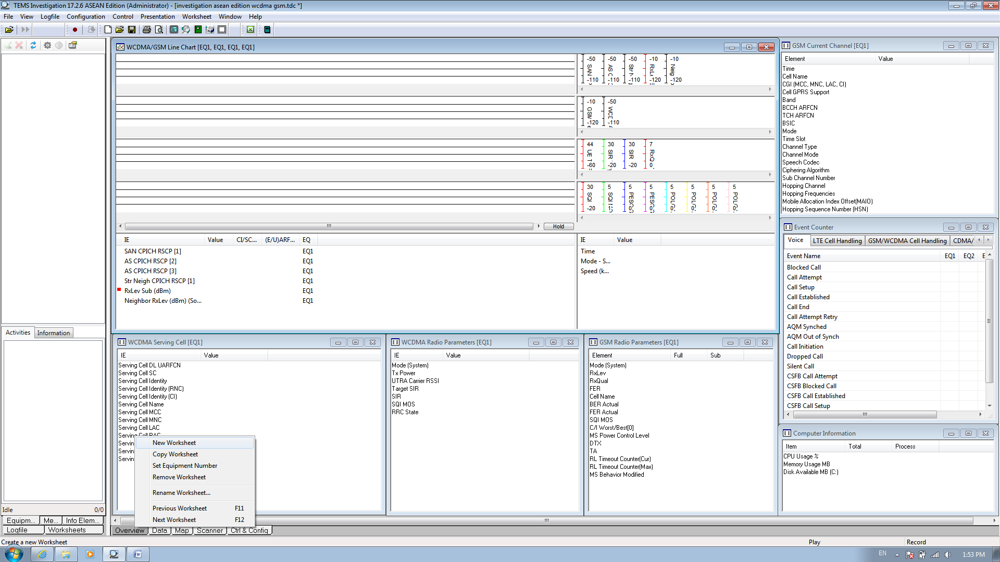 TEMS Investigation 17.2.6 ASEAN Edition (Administrator) - [investigation asean edition wcdma gsm.tdc *]
File View Logfile Configuration Control Presentation Worksheet Window Help
WCDMA/GSM Line Chart [EQ1, EQ1, EQ1, EQ1]
-50 -50 -50 -10 -10
SAN AS C Str N RxL Neig
-110 -110 -110 -120 -120
-10 -50
GSM WCD
-120 -110
44 30 30 7
UE T SIR SIR RxQ
-60 -20 -20 0
30 5 5 5 5 5 5 5
SQI SQI PESQ PESQ POLQ POLQ POLQ POLQ
-20 1 0 0 0 0 0 0
Hold
IE Value CI/SC... (E/U)ARF... EQ
SAN CPICH RSCP [1] EQ1
AS CPICH RSCP [2] EQ1
AS CPICH RSCP [3] EQ1
Str Neigh CPICH RSCP [1] EQ1
RxLev Sub (dBm) EQ1
Neighbor RxLev (dBm) (So... EQ1
IE Value
Time
Mode - S...
Speed (k...
GSM Current Channel [EQ1]
Element Value
Time
Cell Name
CGI (MCC, MNC, LAC, CI)
Cell GPRS Support
Band
BCCH ARFCN
TCH ARFCN
BSIC
Mode
Time Slot
Channel Type
Channel Mode
Speech Codec
Ciphering Algorithm
Sub Channel Number
Hopping Channel
Hopping Frequencies
Mobile Allocation Index Offset(MAIO)
Hopping Sequence Number (HSN)
Event Counter
Voice LTE Cell Handling GSM/WCDMA Cell Handling CDMA/
Event Name EQ1 EQ2 E
Blocked Call
Call Attempt
Call Setup
Call Established
Call End
Call Attempt Retry
AQM Synched
AQM Out of Synch
Call Initiation
Dropped Call
Silent Call
CSFB Call Attempt
CSFB Blocked Call
CSFB Call Established
CSFB Call Setup
Activities Information
WCDMA Serving Cell [EQ1]
IE Value
Serving Cell DL UARFCN
Serving Cell SC
Serving Cell Identity
Serving Cell Identity (RNC)
Serving Cell Identity (CI)
Serving Cell Name
Serving Cell MCC
Serving Cell MNC
Serving Cell LAC
Serving Cell RAC
Servin
Servin
Servin
New Worksheet
Copy Worksheet
Set Equipment Number
Remove Worksheet
Rename Worksheet...
Previous Worksheet F11
Next Worksheet F12
WCDMA Radio Parameters [EQ1]
IE Value
Mode (System)
Tx Power
UTRA Carrier RSSI
Target SIR
SIR
SQI MOS
RRC State
GSM Radio Parameters [EQ1]
Element Full Sub
Mode (System)
RxLev
RxQual
FER
Cell Name
BER Actual
FER Actual
SQI MOS
C/I Worst/Best[0]
MS Power Control Level
DTX
TA
RL Timeout Counter(Cur)
RL Timeout Counter(Max)
MS Behavior Modified
Computer Information
Item Total Process
CPU Usage %
Memory Usage MB
Disk Available MB (C:)
Idle 0/0
Equipm... Me... Info Elem...
Logfile Worksheets
Overview Data Map Scanner Ctrl & Config
Create a new Worksheet Play Record
EN 1:53 PM